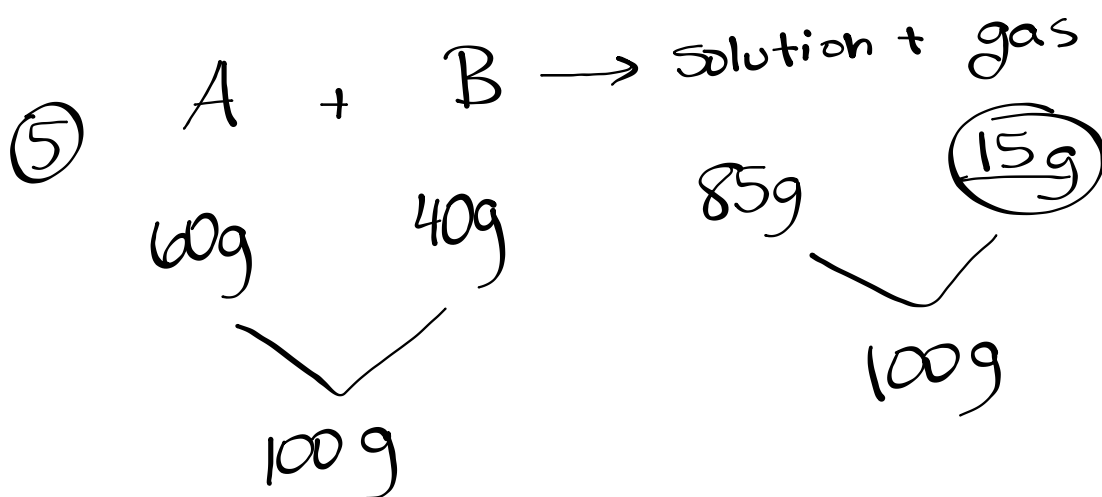 ⑤ A + B → solution + gas
60g 40g 85g 15g
100g 100g